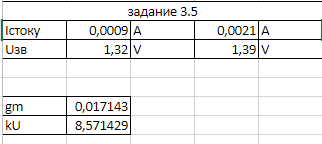 задание 3.5
Істоку 0,0009 A 0,0021 A
Uзв 1,32 V 1,39 V
gm 0,017143
kU 8,571429